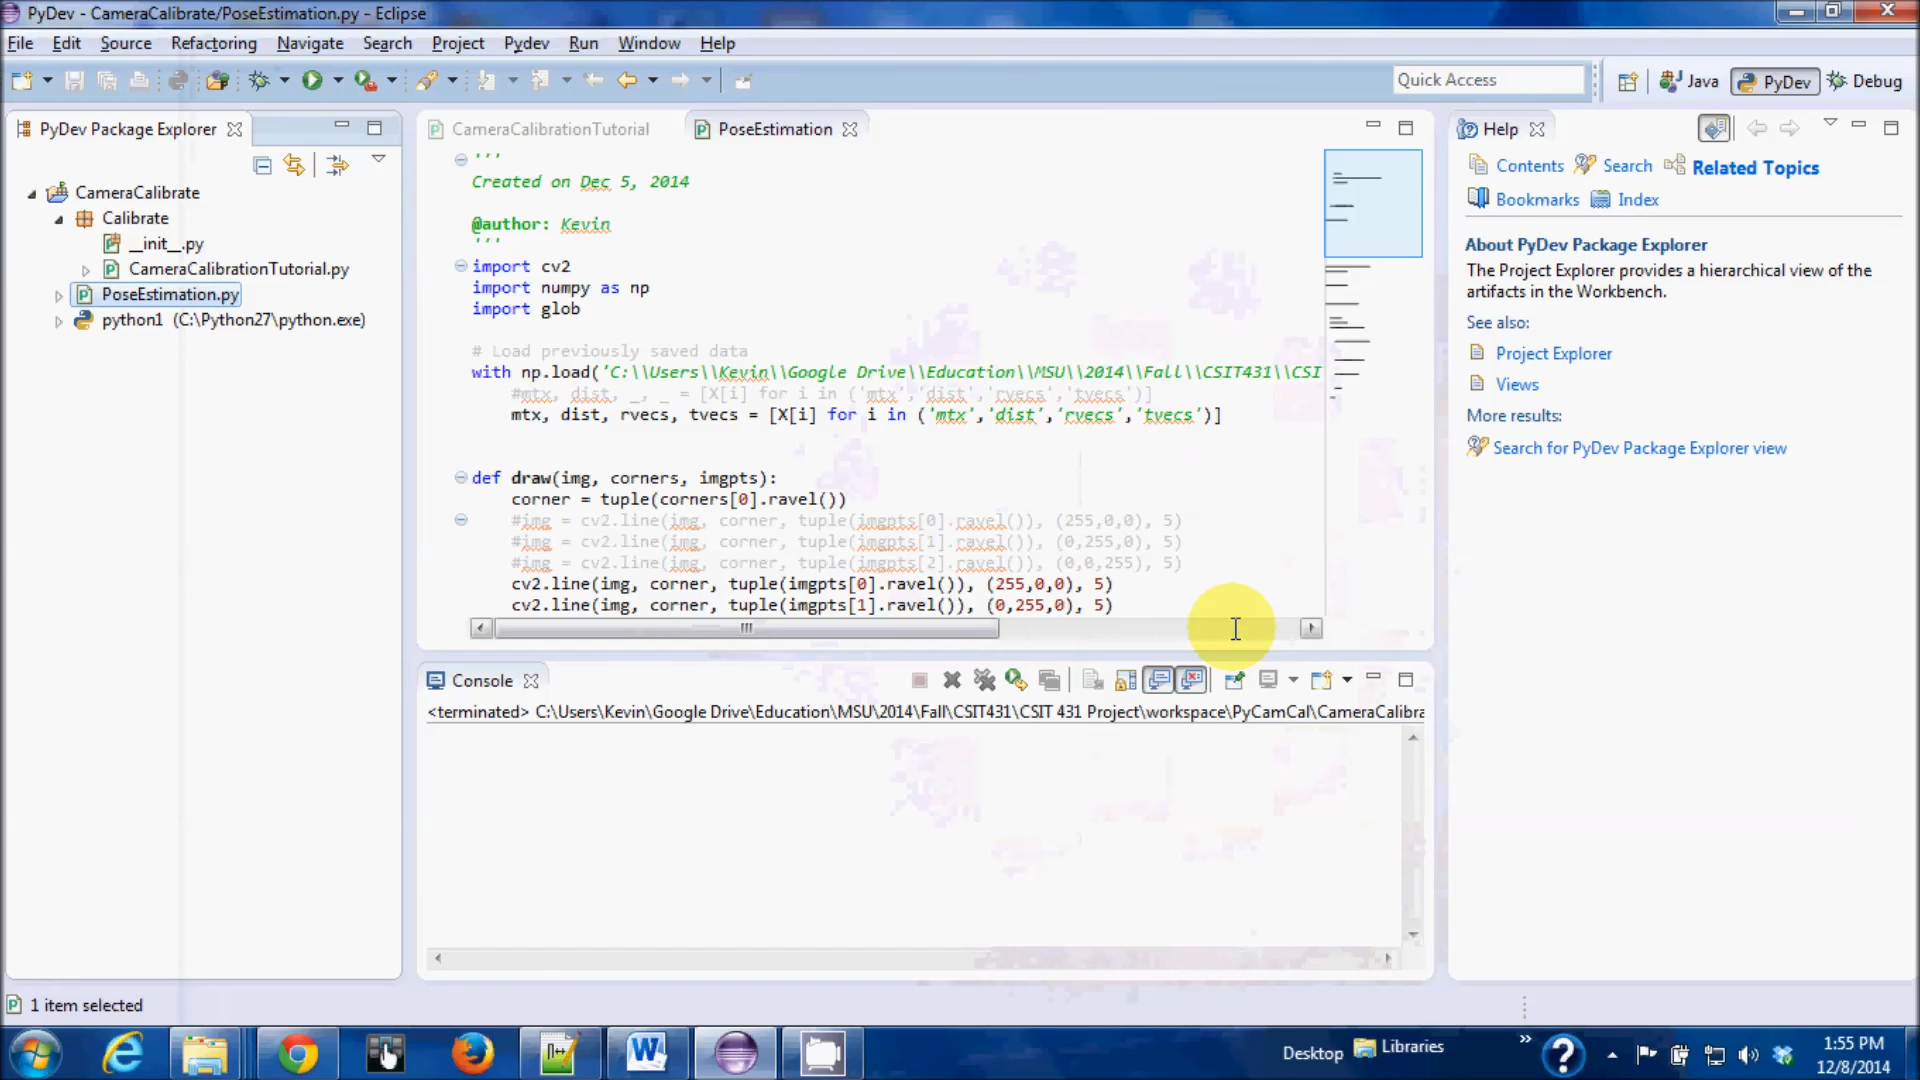 PyDev - CameraCalibrate/PoseEstimation.py - Eclipse
File Edit Source Refactoring Navigate Search Project Pydev Run Window Help
Quick Access
Java
PyDev
Debug
PyDev Package Explorer
CameraCalibrationTutorial
PoseEstimation
Help
CameraCalibrate
Calibrate
__init__.py
CameraCalibrationTutorial.py
PoseEstimation.py
python1 (C:\Python27\python.exe)
'''
Created on Dec 5, 2014
@author: Kevin
'''
import cv2
import numpy as np
import glob
# Load previously saved data
with np.load('C:\\Users\\Kevin\\Google Drive\\Education\\MSU\\2014\\Fall\\CSIT431\\CSI
#mtx, dist, _, _ = [X[i] for i in ('mtx','dist','rvecs','tvecs')]
mtx, dist, rvecs, tvecs = [X[i] for i in ('mtx','dist','rvecs','tvecs')]
def draw(img, corners, imgpts):
corner = tuple(corners[0].ravel())
#img = cv2.line(img, corner, tuple(imgpts[0].ravel()), (255,0,0), 5)
#img = cv2.line(img, corner, tuple(imgpts[1].ravel()), (0,255,0), 5)
#img = cv2.line(img, corner, tuple(imgpts[2].ravel()), (0,0,255), 5)
cv2.line(img, corner, tuple(imgpts[0].ravel()), (255,0,0), 5)
cv2.line(img, corner, tuple(imgpts[1].ravel()), (0,255,0), 5)
Contents Search Related Topics
Bookmarks Index
About PyDev Package Explorer
The Project Explorer provides a hierarchical view of the
artifacts in the Workbench.
See also:
Project Explorer
Views
More results:
Search for PyDev Package Explorer view
Console
<terminated> C:\Users\Kevin\Google Drive\Education\MSU\2014\Fall\CSIT431\CSIT 431 Project\workspace\PyCamCal\CameraCalibra
1 item selected
Desktop
Libraries
1:55 PM
12/8/2014